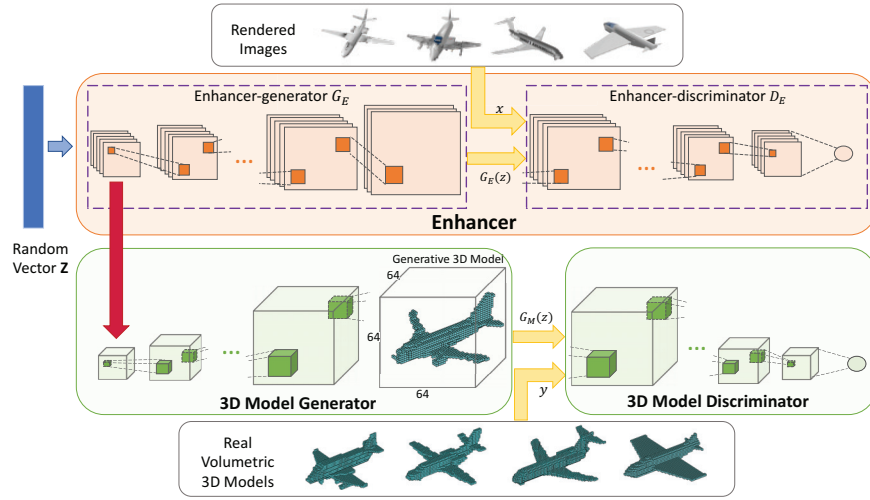 Rendered
Images
Enhancer-generator G_E
x
Enhancer-discriminator D_E
...
G_E(z)
...
Enhancer
Random
Vector Z
Generative 3D Model
64
64
64
...
G_M(z)
y
...
3D Model Generator
3D Model Discriminator
Real
Volumetric
3D Models